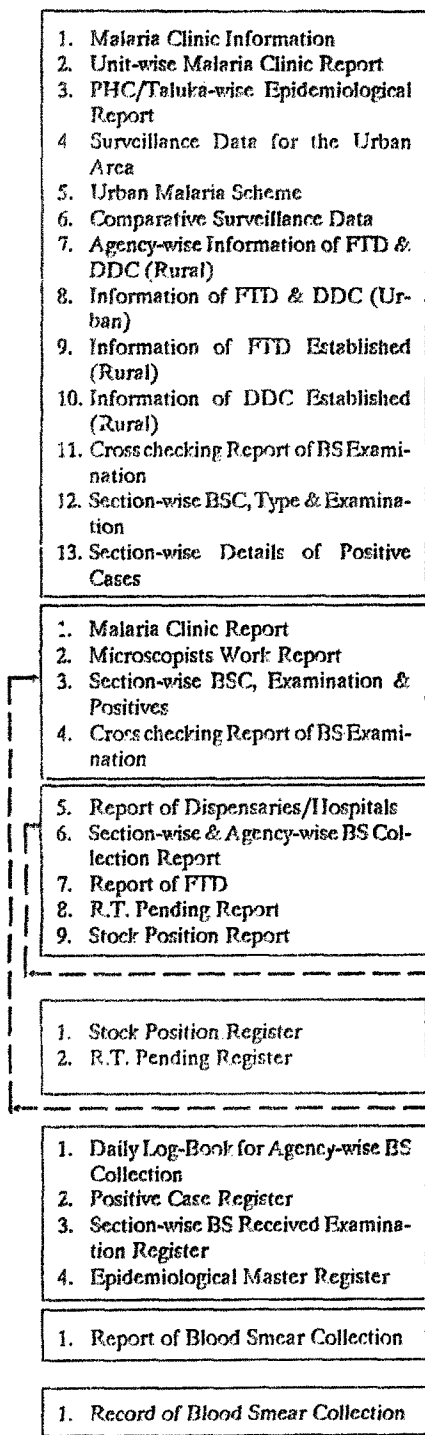 1. Malaria Clinic Information
2. Unit-wise Malaria Clinic Report
3. PHC/Taluka-wise Epidemiological
Report
4 Surveillance Data for the Urban
Area
5. Urban Malaria Scheme
6. Comparative Surveillance Data
7. Agency-wise Information of FTD &
DDC (Rural)
8. Information of FTD & DDC (Ur-
ban)
9. Information of FTD Established
(Rural)
10. Information of DDC Established
(Rural)
11. Cross checking Report of BS Exami-
nation
12. Section-wise BSC, Type & Examina-
tion
13. Section-wise Details of Positive
Cases
1. Malaria Clinic Report
2. Microscopists Work Report
3. Section-wise BSC, Examination &
Positives
4. Cross checking Report of BS Exami-
nation
5. Report of Dispensaries/Hospitals
6. Section-wise & Agency-wise BS Col-
lection Report
7. Report of FTD
8. R.T. Pending Report
9. Stock Position Report
1. Stock Position Register
2. R.T. Pending Register
1. Daily Log-Book for Agency-wise BS
Collection
2. Positive Case Register
3. Section-wise BS Received Examina-
tion Register
4. Epidemiological Master Register
1. Report of Blood Smear Collection
1. Record of Blood Smear Collection